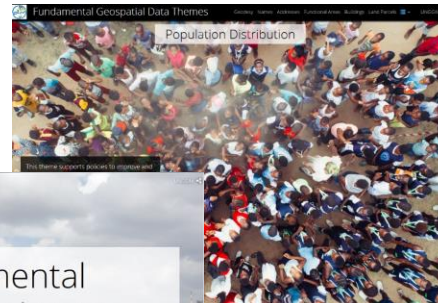 Fundamental Geospatial Data Themes
Geodesy Names Addresses Functional Areas Buildings Land Parcels
Population Distribution
This theme supports policies to improve and
mental